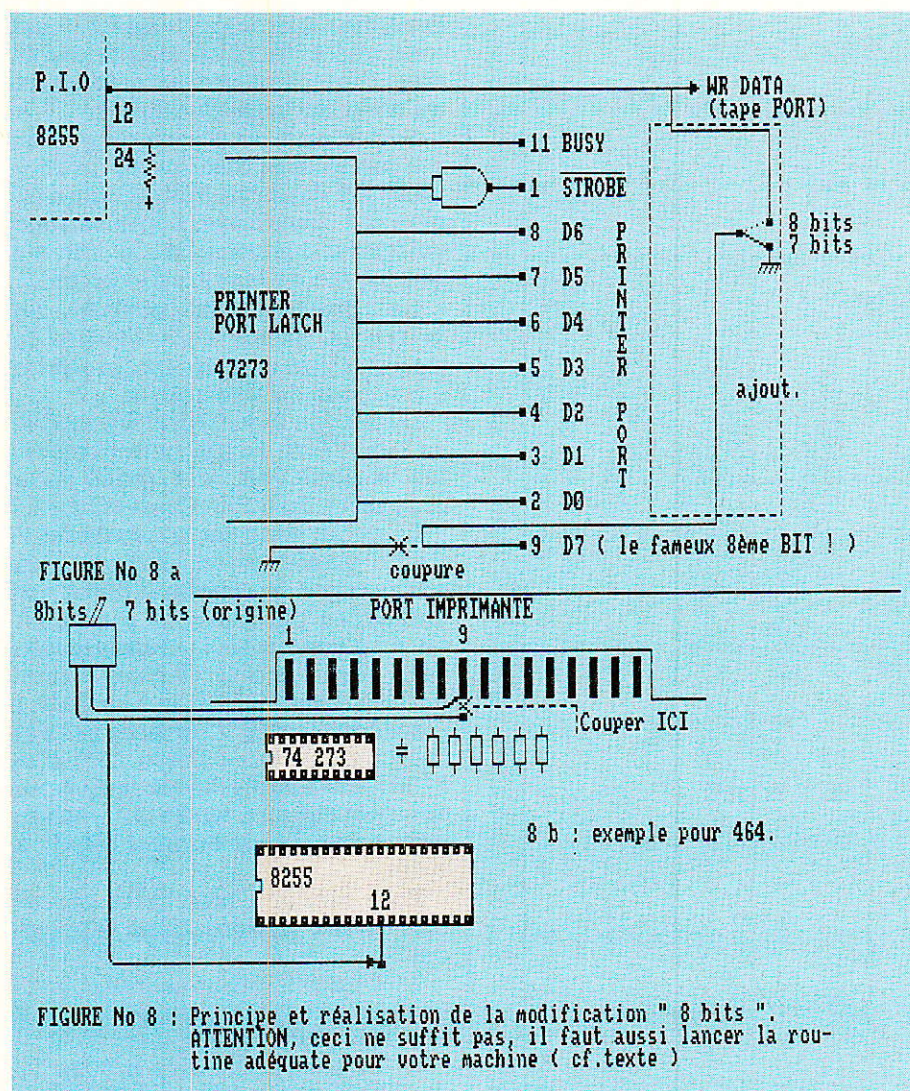 P.I.O
8255
12
24
WR DATA
(tape PORT)
11 BUSY
1 STROBE
8 D6
7 D5
6 D4
5 D3
4 D2
3 D1
2 D0
PRINTER PORT
8 bits
7 bits
PRINTER
PORT LATCH
47273
ajout.
9 D7 ( le fameux 8ème BIT ! )
coupure
FIGURE No 8 a
8bits// 7 bits (origine)
PORT IMPRIMANTE
1
9
Couper ICI
74 273
8 b : exemple pour 464.
8255
12
FIGURE No 8 : Principe et réalisation de la modification " 8 bits ".
ATTENTION, ceci ne suffit pas, il faut aussi lancer la rou-
tine adéquate pour votre machine ( cf.texte )